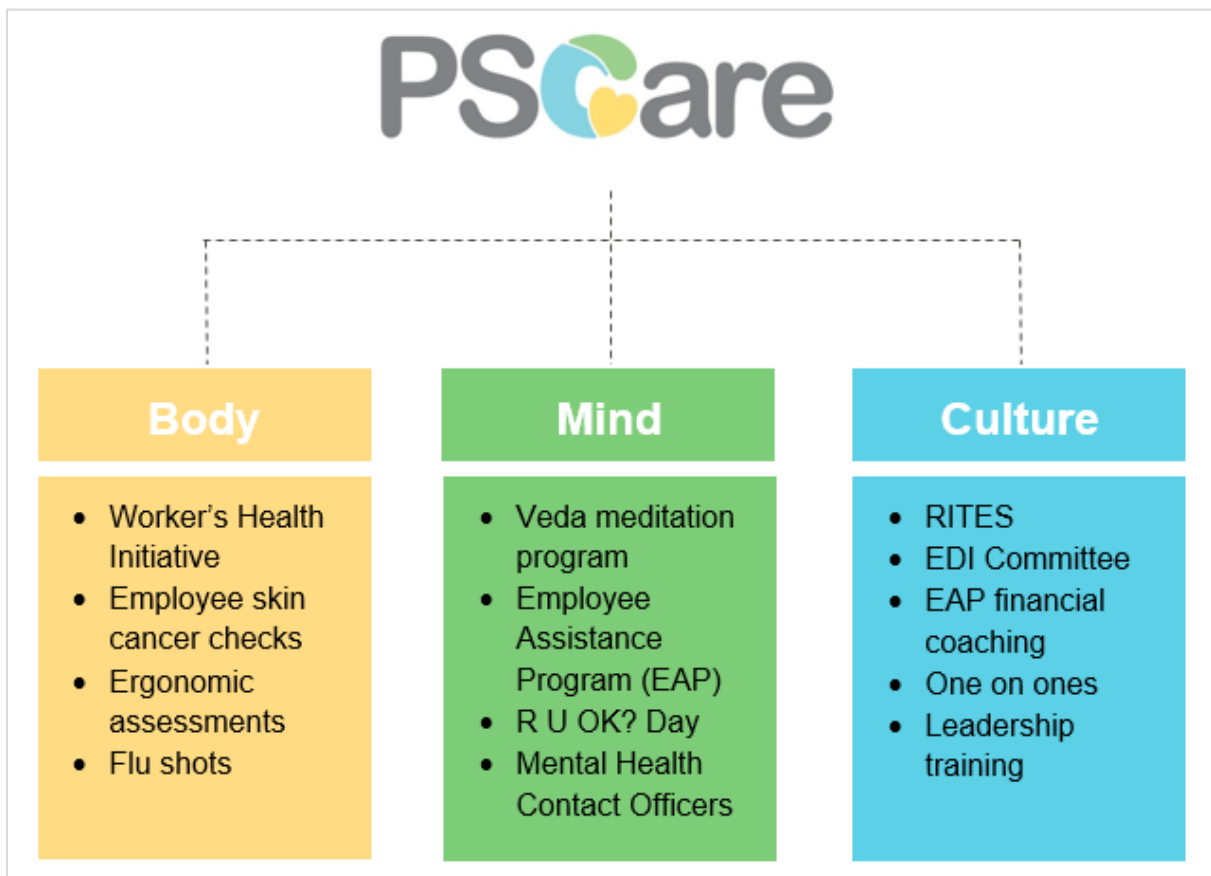 PSCare
Body
• Worker’s Health
Initiative
• Employee skin
cancer checks
• Ergonomic
assessments
• Flu shots
Mind
• Veda meditation
program
• Employee
Assistance
Program (EAP)
• R U OK? Day
• Mental Health
Contact Officers
Culture
• RITES
• EDI Committee
• EAP financial
coaching
• One on ones
• Leadership
training